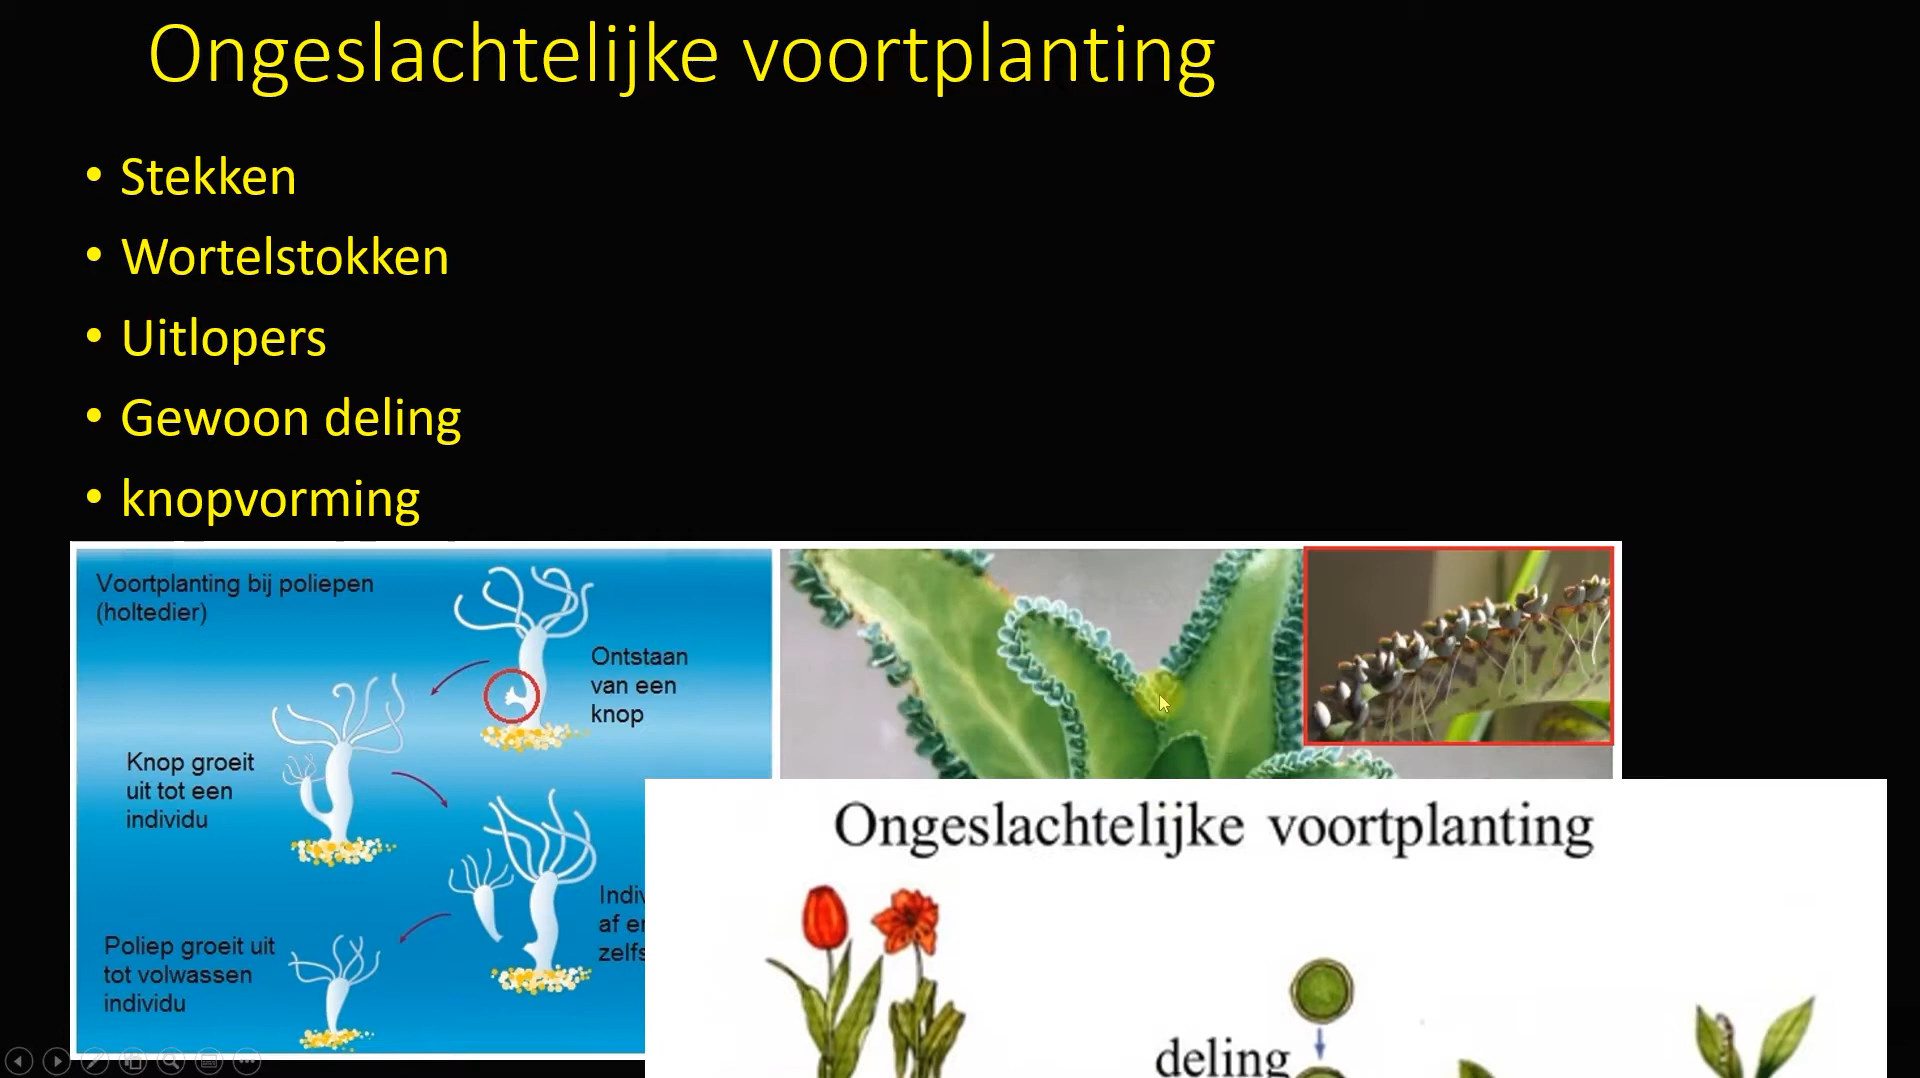 Ongeslachtelijke voortplanting
• Stekken
• Wortelstokken
• Uitlopers
• Gewoon deling
• knopvorming
Voortplanting bij poliepen
(holtedier)
Ontstaan
van een
knop
Knop groeit
uit tot een
individu
af
Poliep groeit uit
tot volwassen
individu
Ongeslachtelijke voortplanting
deling